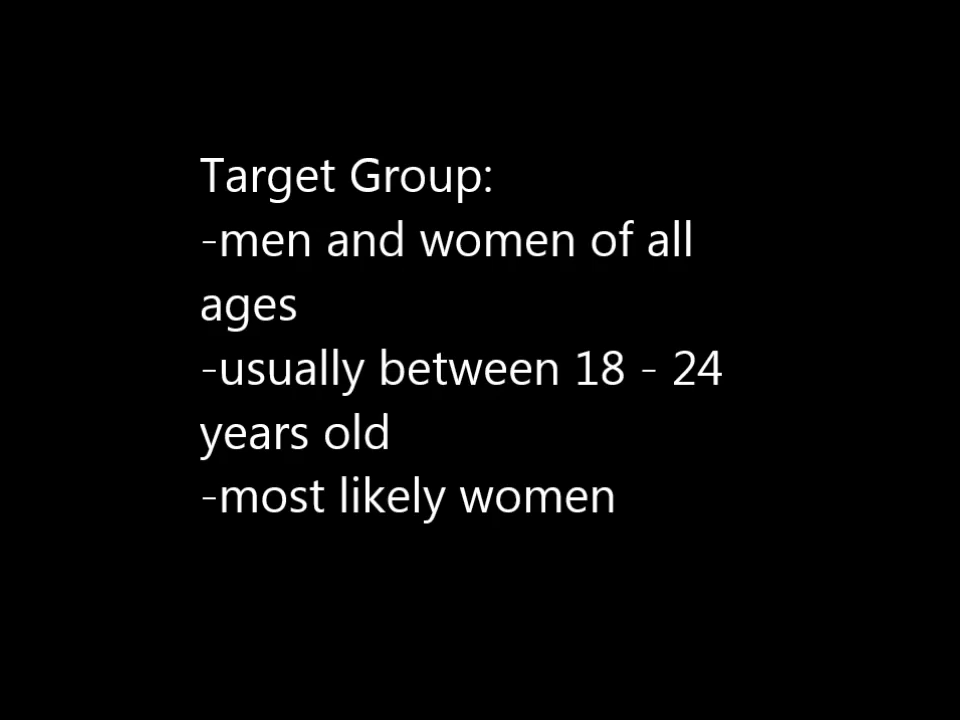 Target Group:
-men and women of all
ages
-usually between 18 - 24
years old
-most likely women